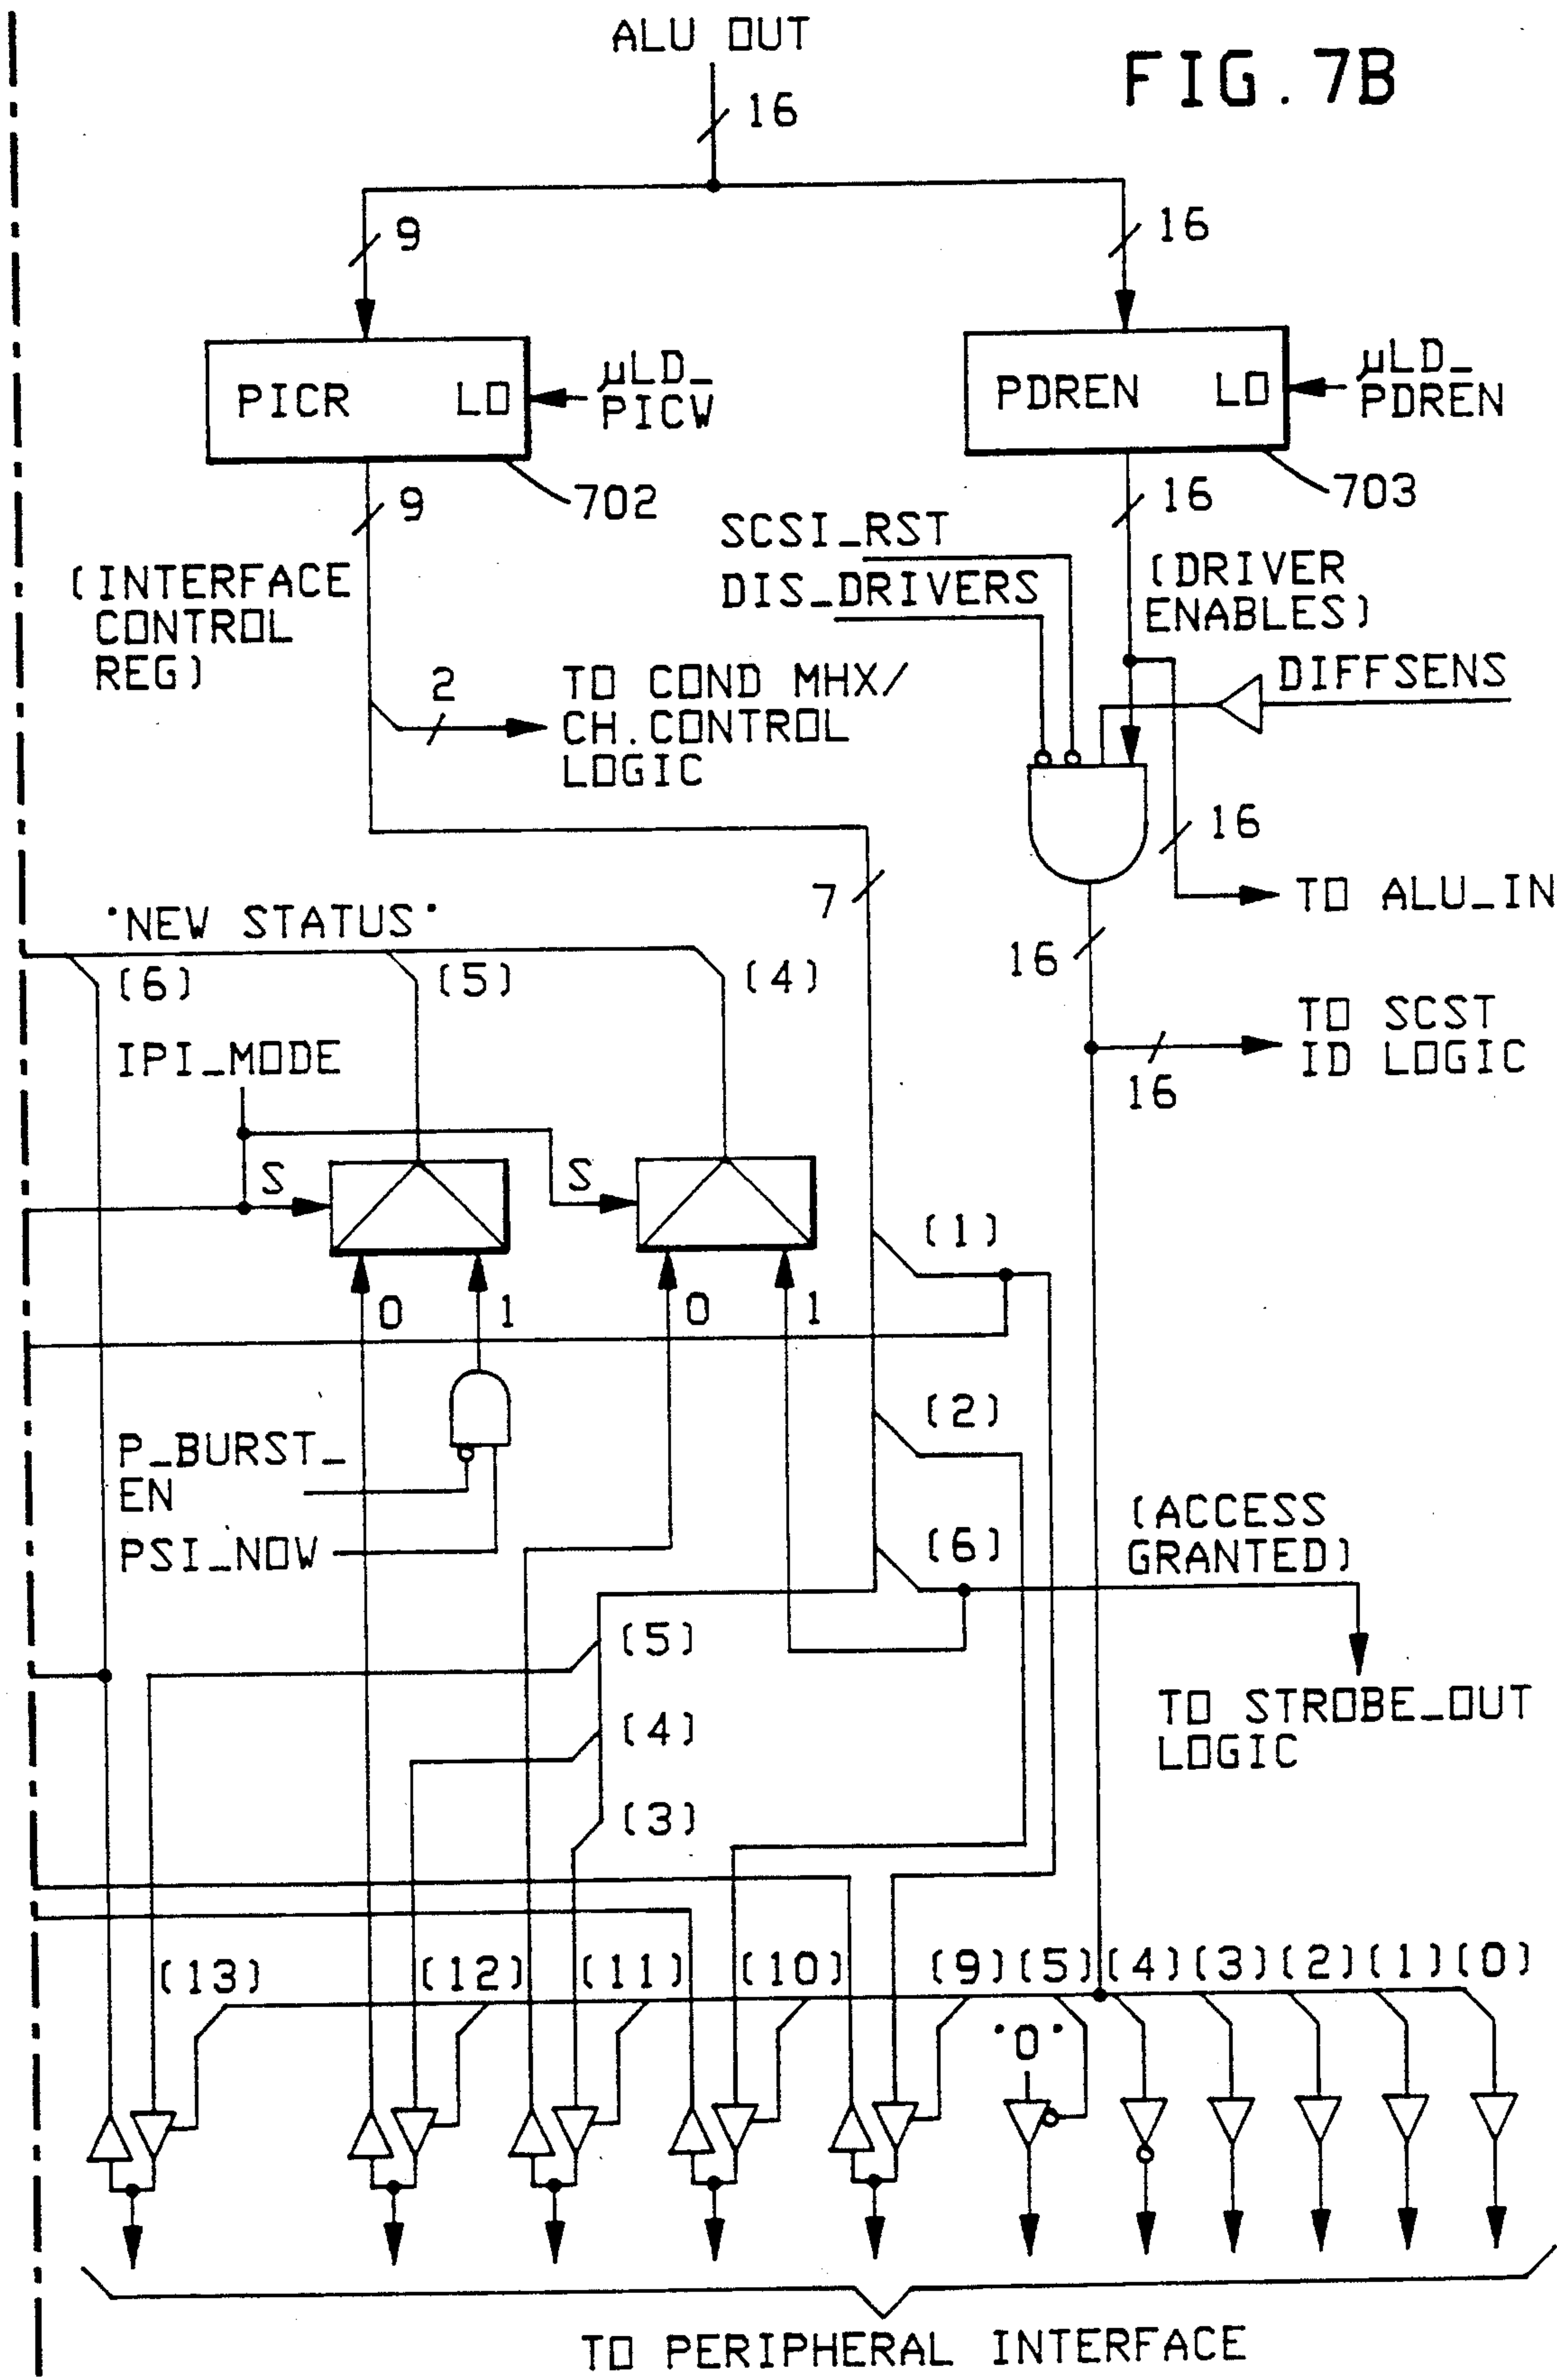 ALU OUT
FIG. 7B
16
9
16
PICR LO
µLD_
PICW
PDREN LO
µLD_
PDREN
702
703
9
16
SCSI_RST
DIS_DRIVERS
(INTERFACE
CONTROL
REG)
(DRIVER
ENABLES)
2
TO COND MHX/
CH.CONTROL
LOGIC
DIFFSENS
16
7
TO ALU_IN
"NEW STATUS"
16
(6)
(5)
(4)
TO SCST
ID LOGIC
IPI_MODE
16
S
S
(1)
0
1
0
1
(2)
P_BURST_
EN
PSI_NOW
(6)
(ACCESS
GRANTED)
(5)
TO STROBE_OUT
LOGIC
(4)
(3)
(13)
(12)
(11)
(10)
(9)
(5)
(4)
(3)
(2)
(1)
(0)
"0"
TO PERIPHERAL INTERFACE